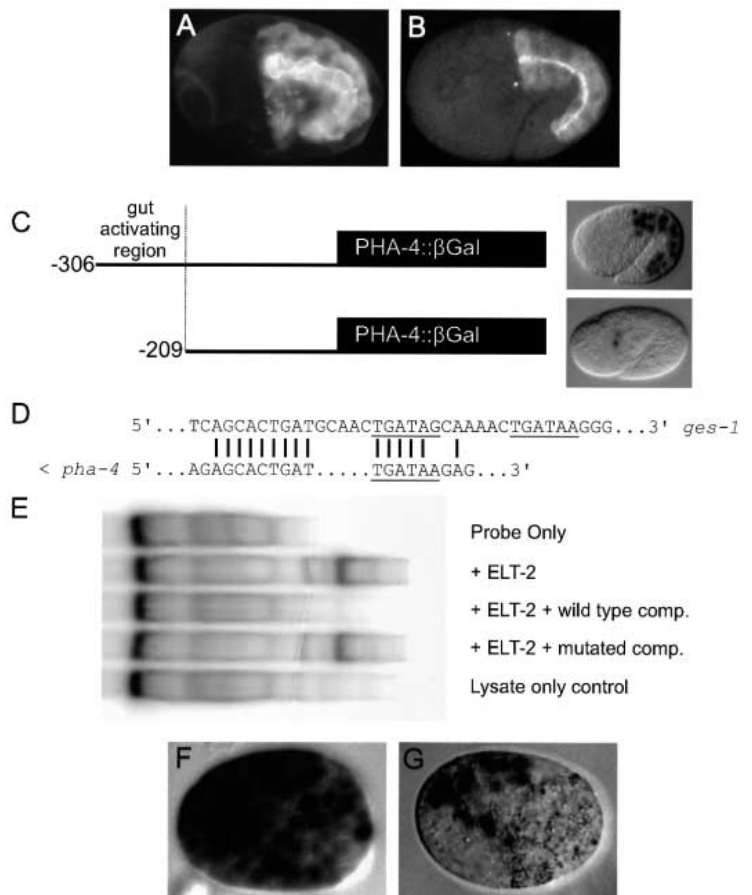 A
B
C
gut
activating
region
-306
PHA-4::βGal
-209
PHA-4::βGal
D
5'...TCAGCACTGATGCAACTGATAGCAAAACTGATAAGGG...3' ges-1
< pha-4 5'...AGAGCACTGAT.....TGATAAGAG...3'
E
Probe Only
+ ELT-2
+ ELT-2 + wild type comp.
+ ELT-2 + mutated comp.
Lysate only control
F
G